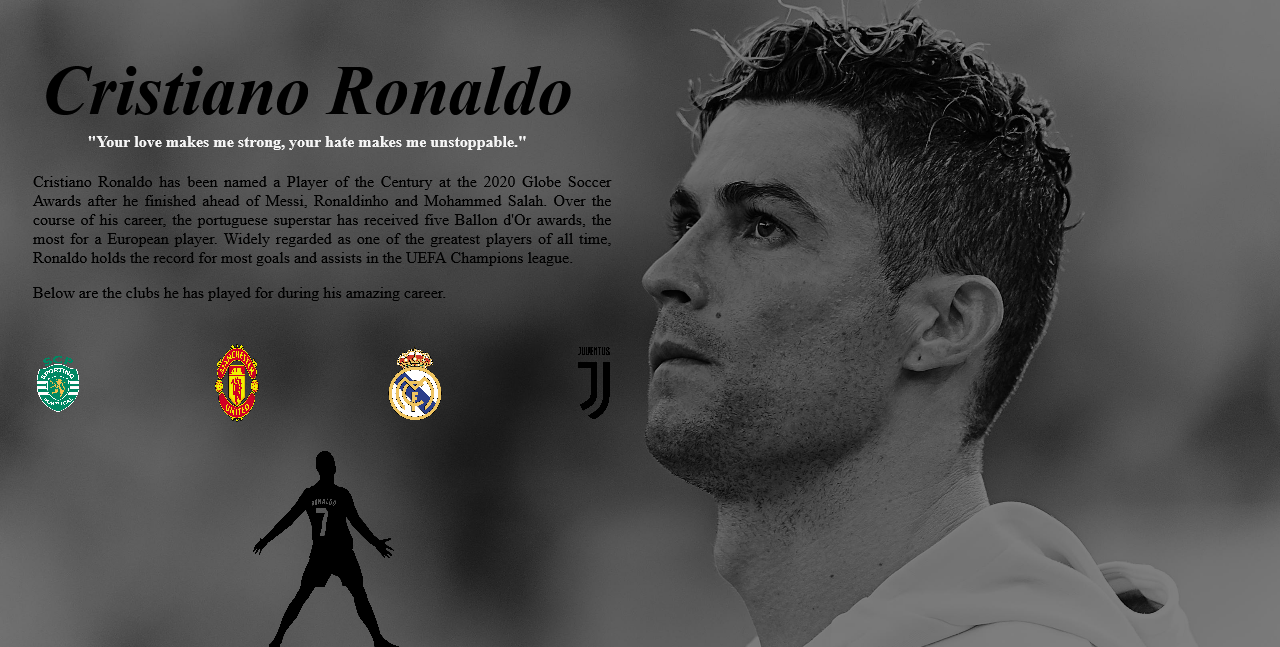 Cristiano Ronaldo
"Your love makes me strong, your hate makes me unstoppable."
Cristiano Ronaldo has been named a Player of the Century at the 2020 Globe Soccer
Awards after he finished ahead of Messi, Ronaldinho and Mohammed Salah. Over the
course of his career, the portuguese superstar has received five Ballon d'Or awards, the
most for a European player. Widely regarded as one of the greatest players of all time,
Ronaldo holds the record for most goals and assists in the UEFA Champions league.
Below are the clubs he has played for during his amazing career.
SCP
SPORTING
PORTUGAL
MANCHESTER
UNITED
JUVENTUS
RONALDO
7